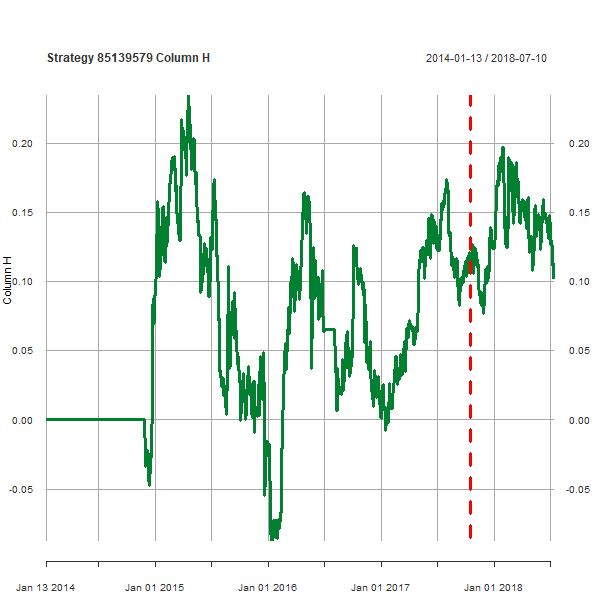 Strategy 85139579 Column H
2014-01-13 / 2018-07-10
0.20
0.20
0.15
0.15
0.10
0.10
0.05
0.05
0.00
0.00
-0.05
-0.05
Column H
Jan 13 2014
Jan 01 2015
Jan 01 2016
Jan 01 2017
Jan 01 2018